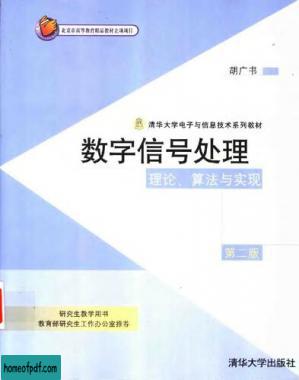 北京市高等教育精品教材立项项目
胡广书
清华大学电子与信息技术系列教材
数字信号处理
理论、算法与实现
第二版
研究生教学用书
教育部研究生工作办公室推荐
清华大学出版社
homeofpdf.com